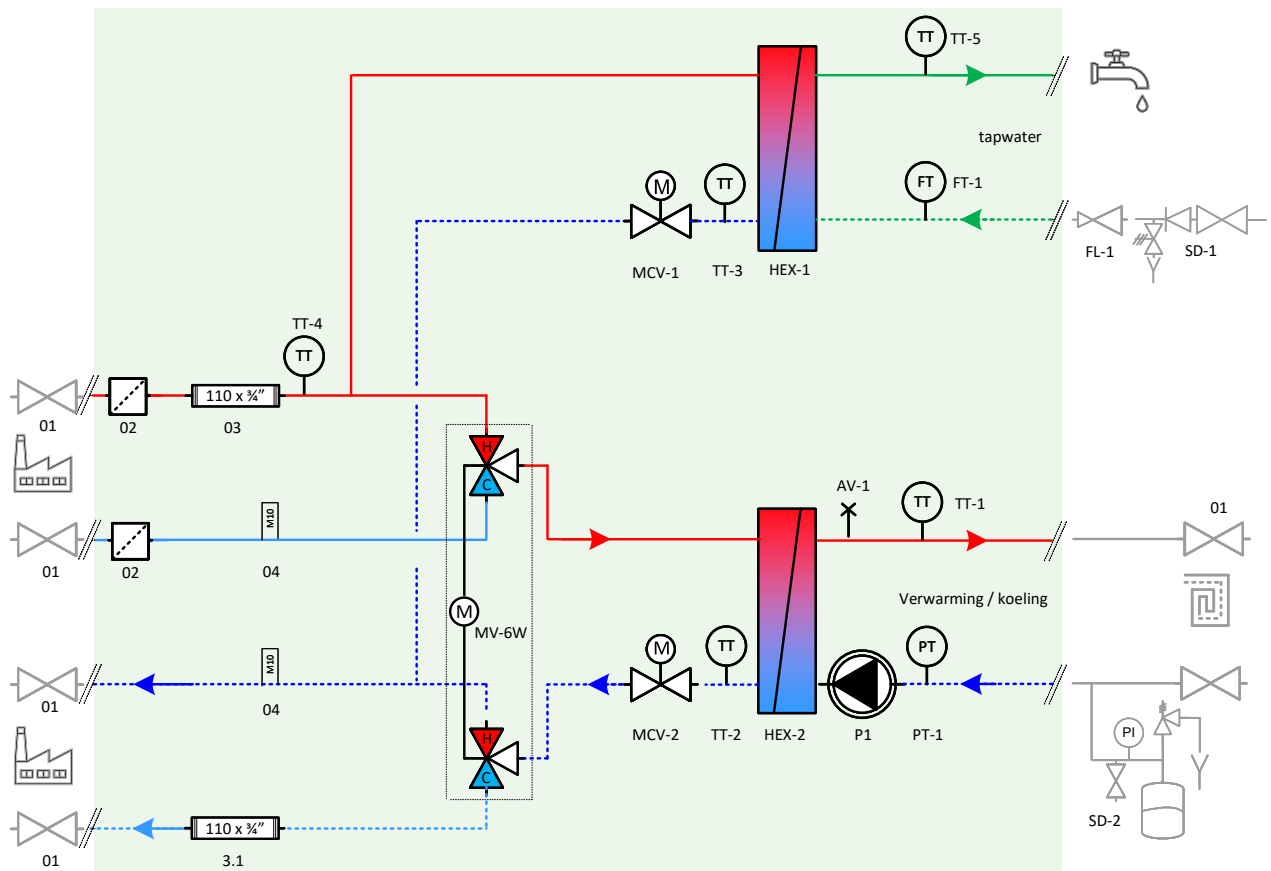 TT
TT-5
tapwater
M
TT
FT
FT-1
MCV-1
TT-3
HEX-1
FL-1
SD-1
TT-4
TT
110 x ¾”
01
02
03
H
C
AV-1
TT
TT-1
01
M10
01
02
04
M
MV-6W
Verwarming / koeling
M10
M
TT
PT
01
04
MCV-2
TT-2
HEX-2
P1
PT-1
H
C
PI
110 x ¾”
SD-2
01
3.1